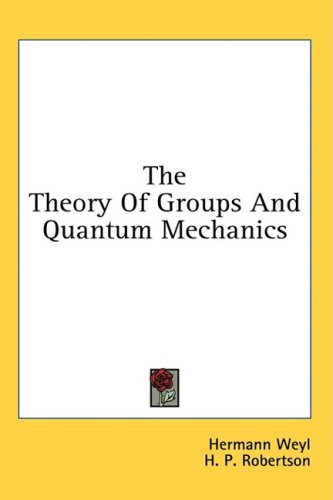 The
Theory Of Groups And
Quantum Mechanics
Hermann Weyl
H. P. Robertson